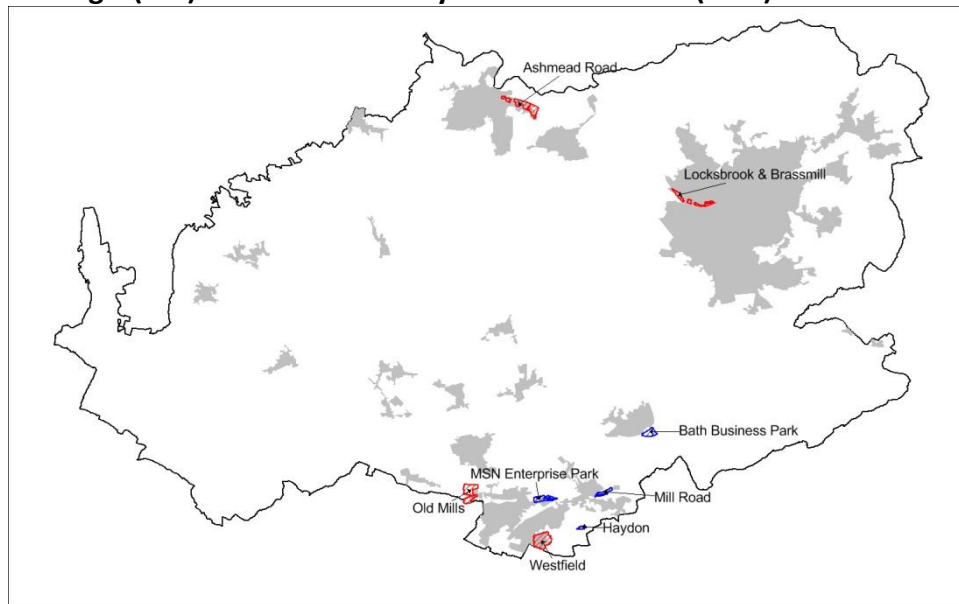 Ashmead Road
Locksbrook & Brassmill
Bath Business Park
MSN Enterprise Park
Old Mills
Mill Road
Haydon
Westfield